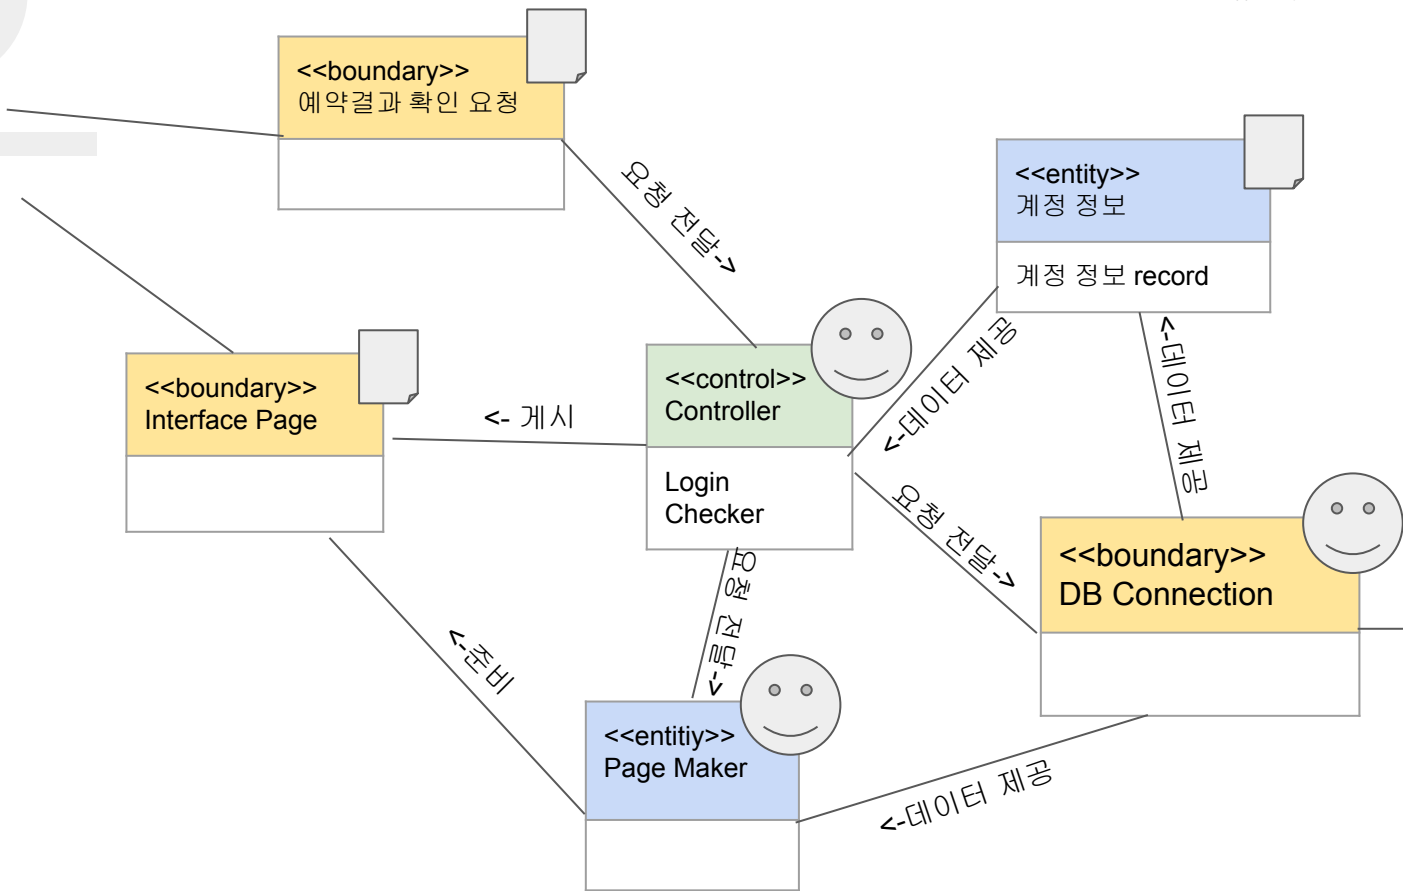 <<boundary>>
예약결과 확인 요청
요청 전달->
<<entity>>
계정 정보
계정 정보 record
<<boundary>>
Interface Page
<- 게시
<<control>>
Controller
Login
Checker
<-데이터 제공
<-데이터 제공
요청 전달->
<<boundary>>
DB Connection
요청 전달->
<-준비
<<entitiy>>
Page Maker
<-데이터 제공